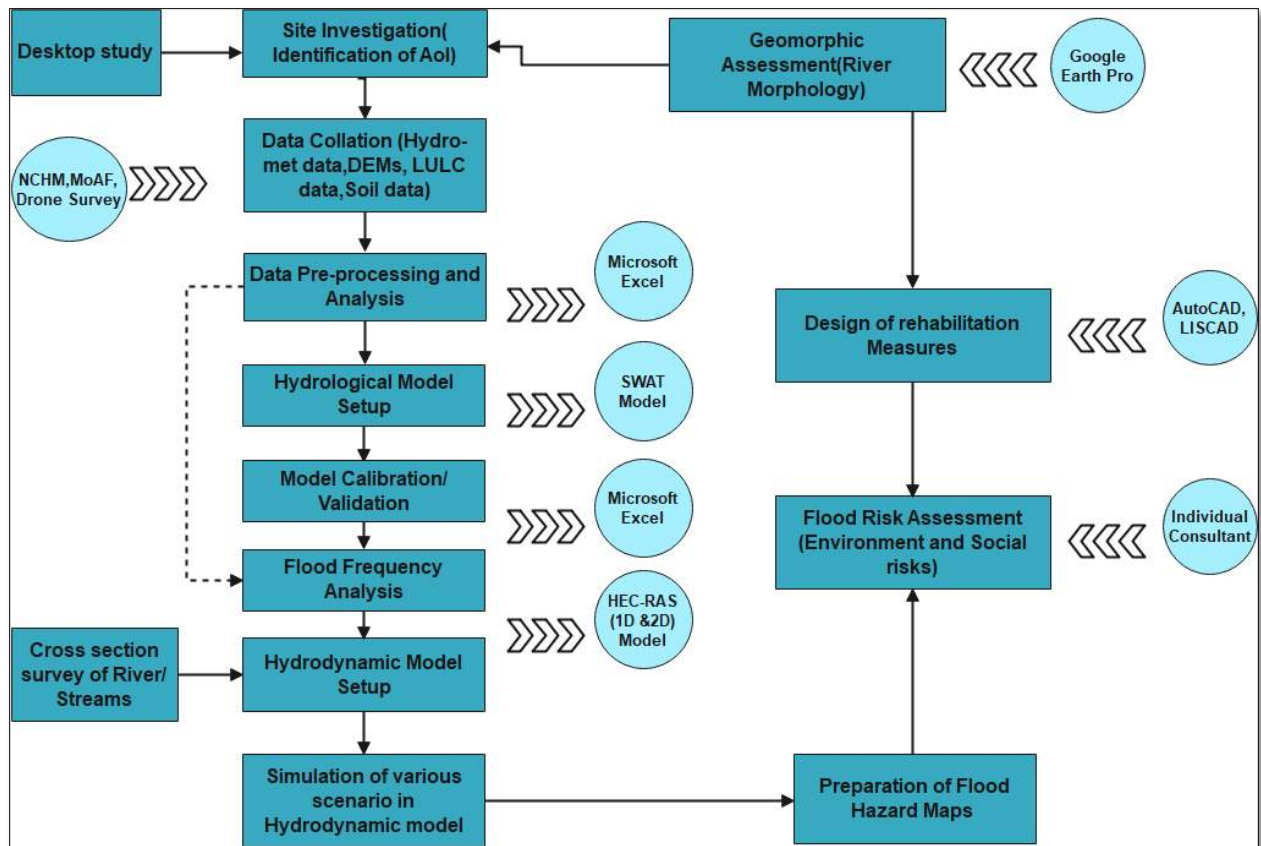 Desktop study
Site Investigation(
Identification of AoI)
Geomorphic
Assessment(River
Morphology)
Google
Earth Pro
Data Collation (Hydro-
met data,DEMs, LULC
data,Soil data)
NCHM,MoAF,
Drone Survey
Data Pre-processing and
Analysis
Microsoft
Excel
Design of rehabilitation
Measures
AutoCAD,
LISCAD
Hydrological Model
Setup
SWAT
Model
Model Calibration/
Validation
Microsoft
Excel
Flood Risk Assessment
(Environment and Social
risks)
Individual
Consultant
Flood Frequency
Analysis
HEC-RAS
(1D &2D)
Model
Cross section
survey of River/
Streams
Hydrodynamic Model
Setup
Simulation of various
scenario in
Hydrodynamic model
Preparation of Flood
Hazard Maps